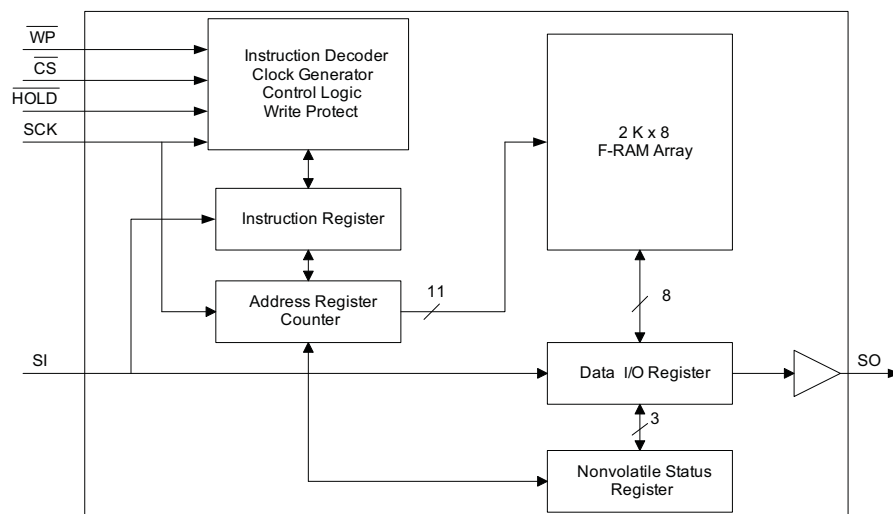 WP
CS
HOLD
SCK
Instruction Decoder
Clock Generator
Control Logic
Write Protect
2 K x 8
F-RAM Array
Instruction Register
Address Register
Counter
11
8
SI
Data I/O Register
SO
3
Nonvolatile Status
Register